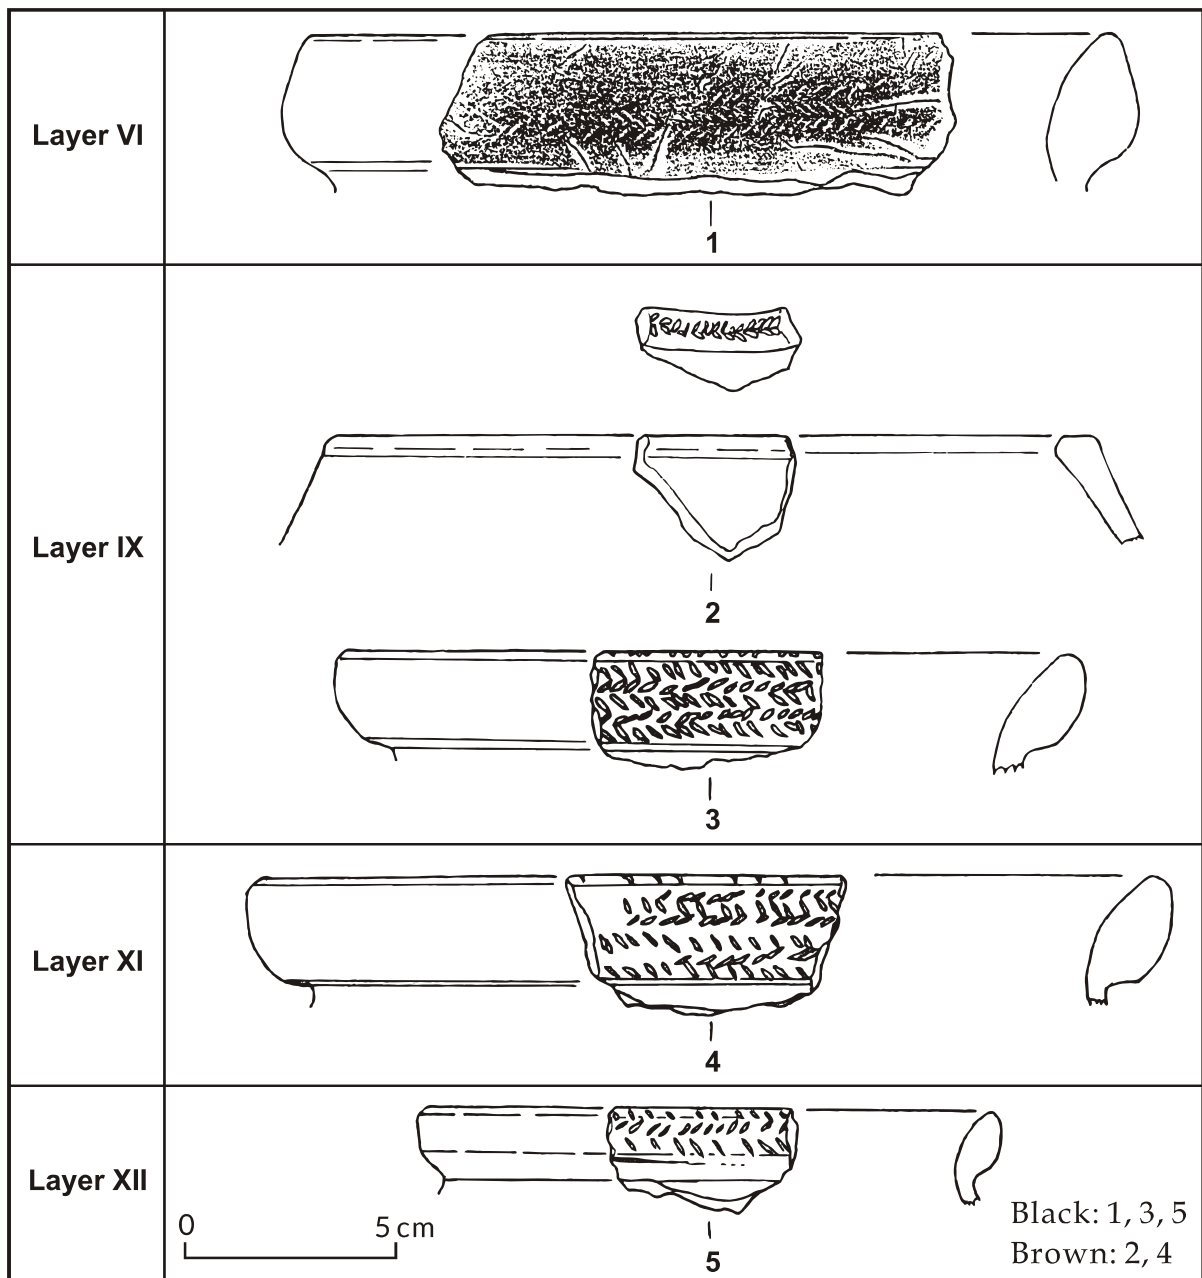 Layer VI
1
2
Layer IX
3
Layer XI
4
Layer XII
0 5 cm
5
Black: 1, 3, 5
Brown: 2, 4